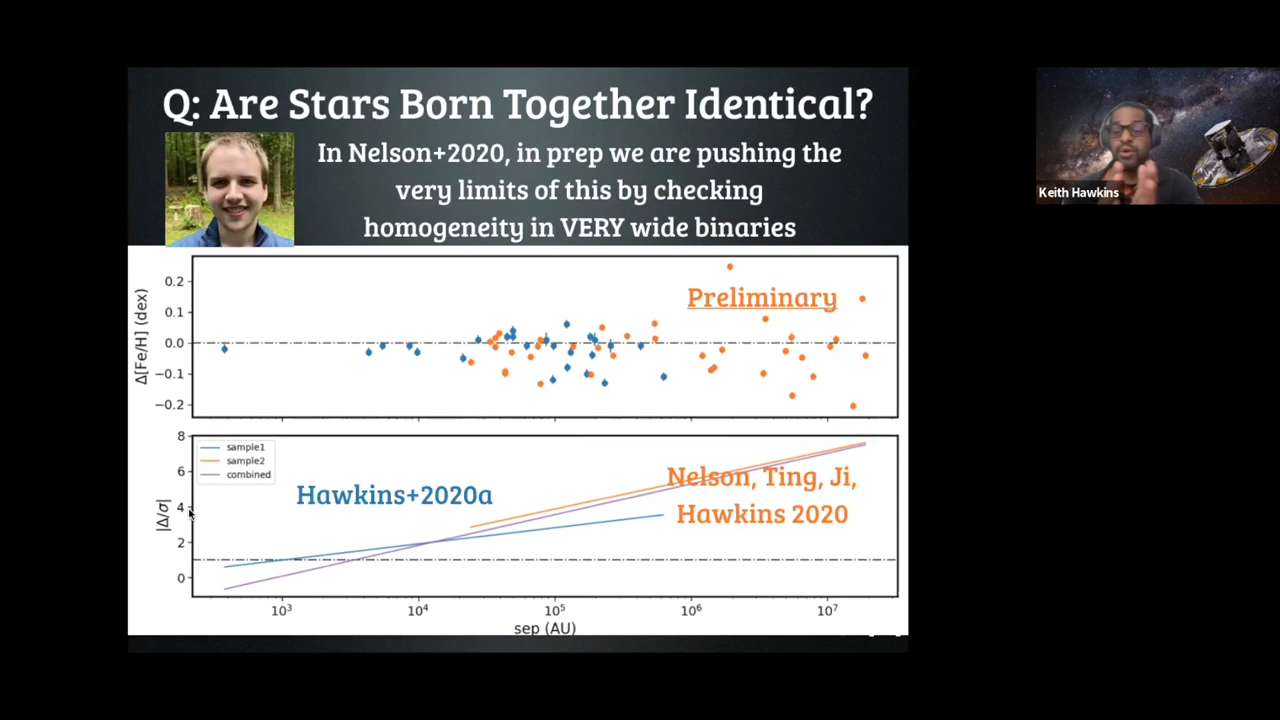 Q: Are Stars Born Together Identical?
In Nelson+2020, in prep we are pushing the
very limits of this by checking
homogeneity in VERY wide binaries
Keith Hawkins
Preliminary
Δ[Fe/H] (dex)
0.2
0.1
0.0
−0.1
−0.2
sample1
sample2
combined
Hawkins+2020a
Nelson, Ting, Ji,
Hawkins 2020
|Δ/σ|
8
6
4
2
0
10³
10⁴
10⁵
10⁶
10⁷
sep (AU)